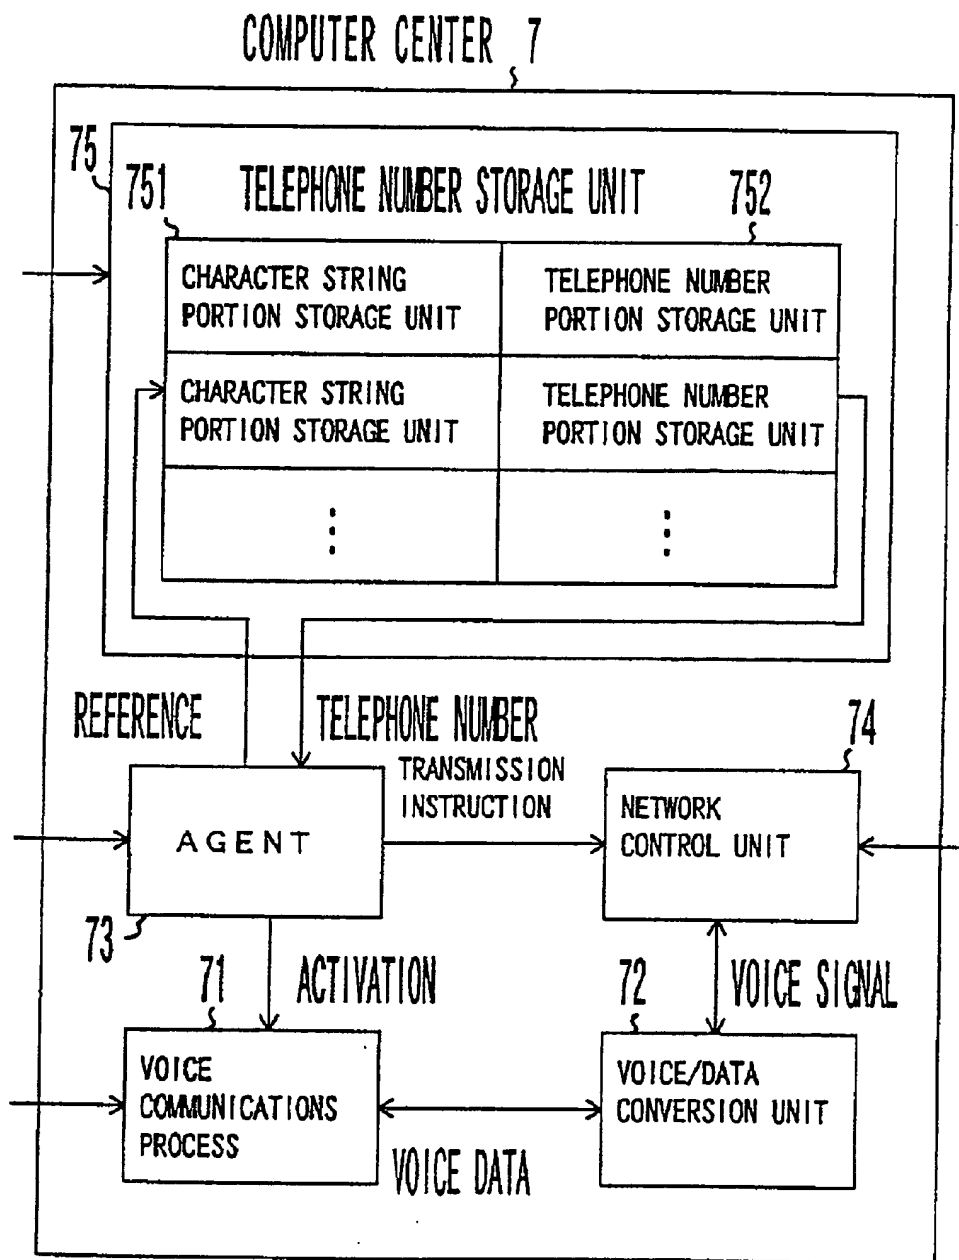 COMPUTER CENTER 7
75
751
TELEPHONE NUMBER STORAGE UNIT
752
CHARACTER STRING
PORTION STORAGE UNIT
TELEPHONE NUMBER
PORTION STORAGE UNIT
CHARACTER STRING
PORTION STORAGE UNIT
TELEPHONE NUMBER
PORTION STORAGE UNIT
REFERENCE
TELEPHONE NUMBER
74
TRANSMISSION
INSTRUCTION
AGENT
NETWORK
CONTROL UNIT
73
71
ACTIVATION
72
VOICE SIGNAL
VOICE
COMMUNICATIONS
PROCESS
VOICE/DATA
CONVERSION UNIT
VOICE DATA